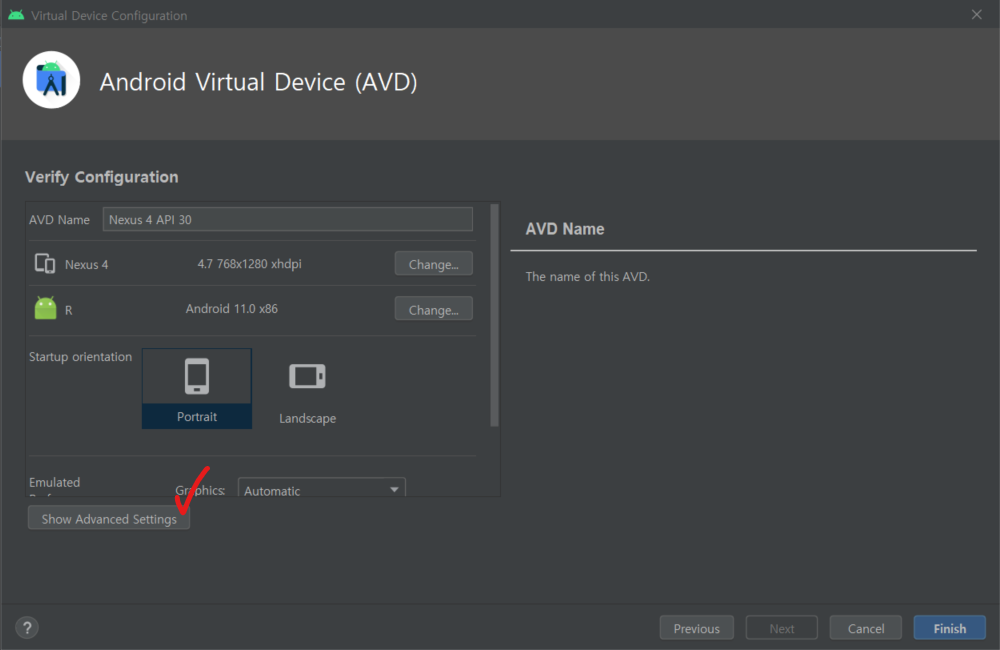 Virtual Device Configuration
Android Virtual Device (AVD)
Verify Configuration
AVD Name Nexus 4 API 30
Nexus 4 4.7 768x1280 xhdpi Change...
R Android 11.0 x86 Change...
Startup orientation
Portrait
Landscape
Emulated
Graphics: Automatic
Show Advanced Settings
AVD Name
The name of this AVD.
? Previous Next Cancel Finish